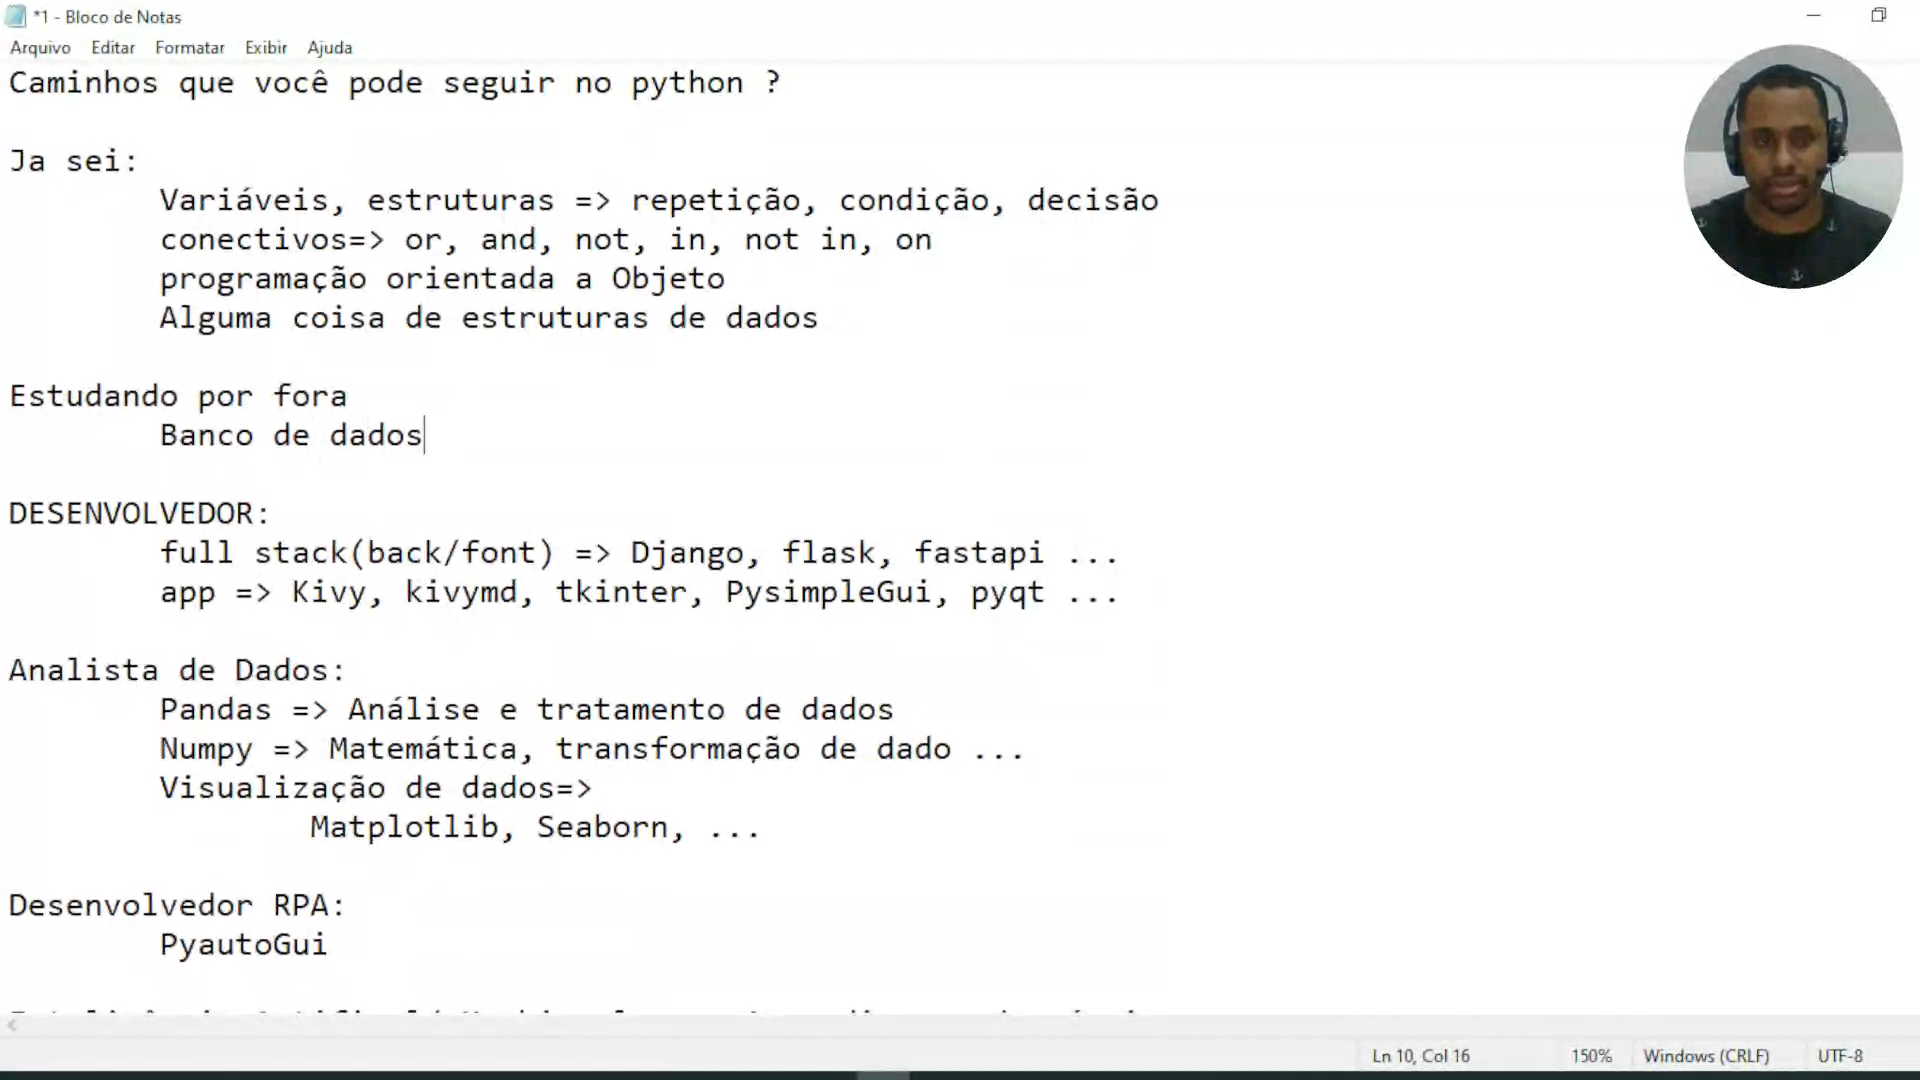 *1 - Bloco de Notas
Arquivo Editar Formatar Exibir Ajuda
Caminhos que você pode seguir no python ?
Ja sei:
Variáveis, estruturas => repetição, condição, decisão
conectivos=> or, and, not, in, not in, on
programação orientada a Objeto
Alguma coisa de estruturas de dados
Estudando por fora
Banco de dados
DESENVOLVEDOR:
full stack(back/font) => Django, flask, fastapi ...
app => Kivy, kivymd, tkinter, PysimpleGui, pyqt ...
Analista de Dados:
Pandas => Análise e tratamento de dados
Numpy => Matemática, transformação de dado ...
Visualização de dados=>
Matplotlib, Seaborn, ...
Desenvolvedor RPA:
PyautoGui
Ln 10, Col 16 150% Windows (CRLF) UTF-8